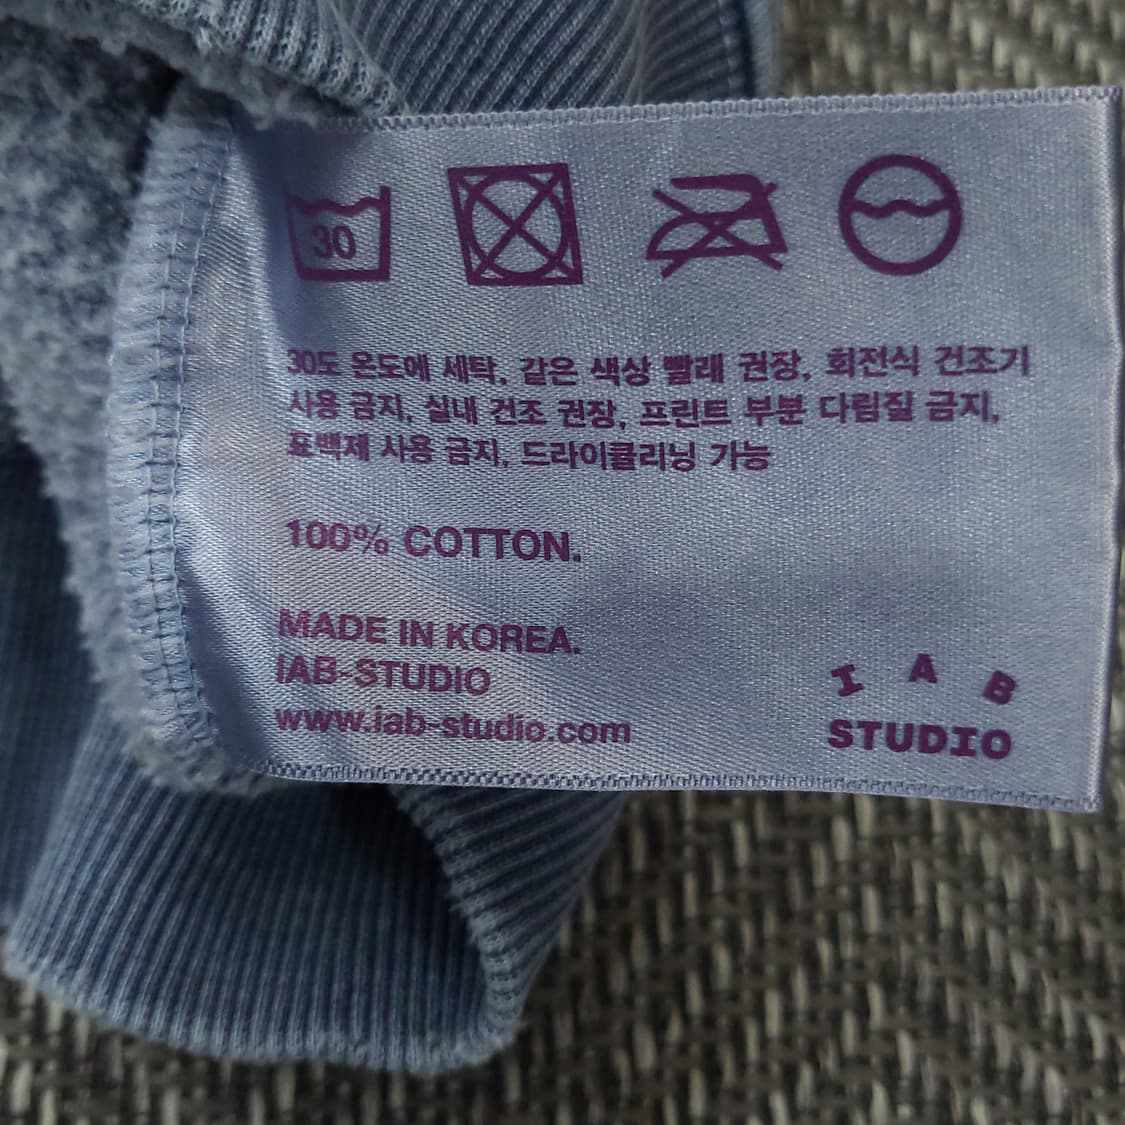 30
30도 온도에 세탁, 같은 색상 빨래 권장, 회전식 건조기
사용 금지, 실내 건조 권장, 프린트 부분 다림질 금지,
표백제 사용 금지, 드라이클리닝 가능
100% COTTON.
MADE IN KOREA.
IAB-STUDIO
www.iab-studio.com
I A B
STUDIO